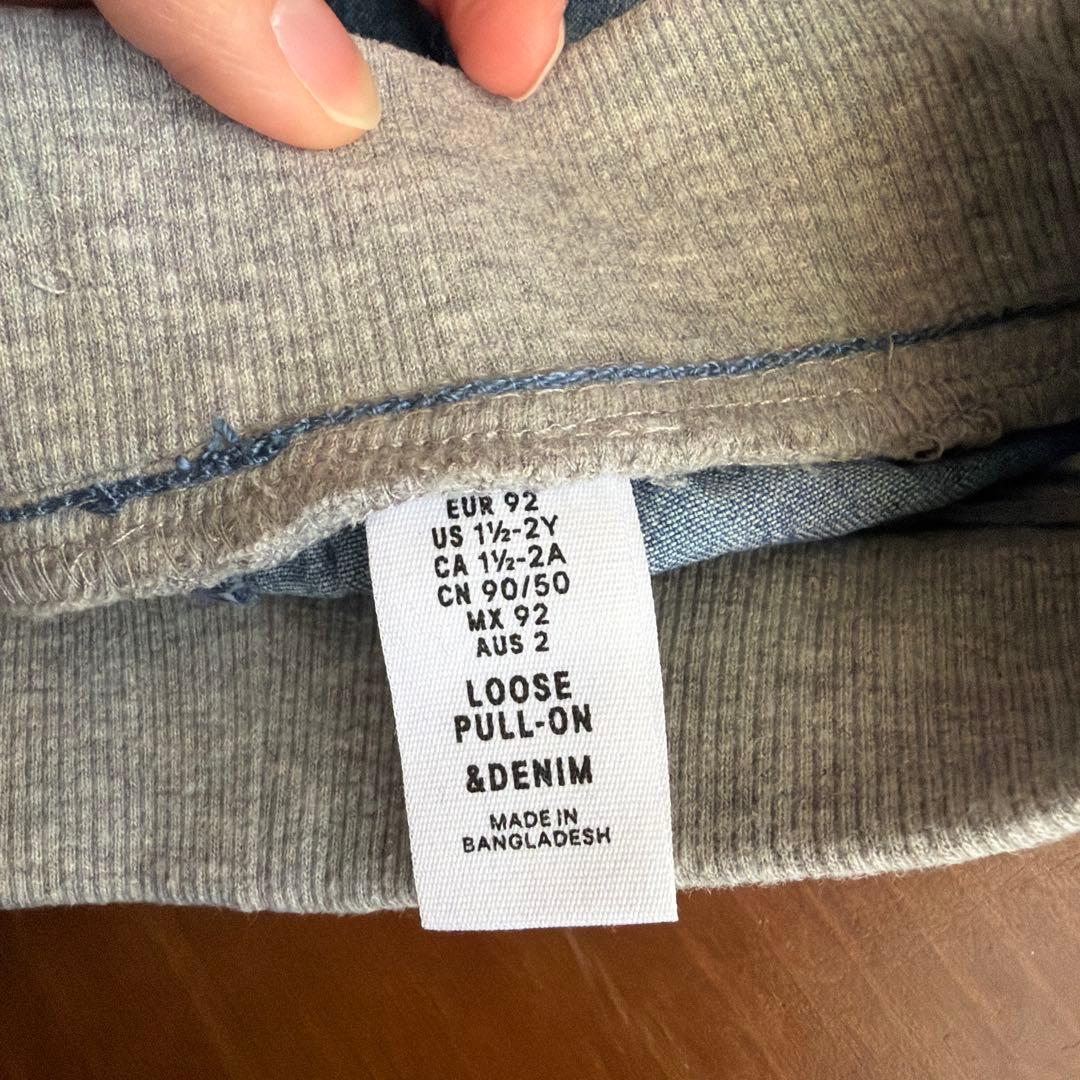 EUR 92
US 1½-2Y
CA 1½-2A
CN 90/50
MX 92
AUS 2
LOOSE
PULL-ON
&DENIM
MADE IN
BANGLADESH